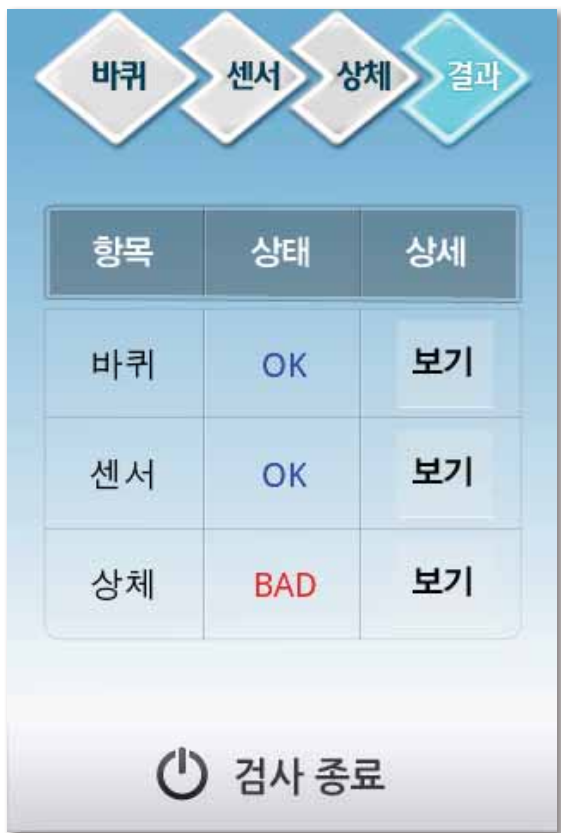 바퀴 센서 상체 결과
항목 상태 상세
바퀴 OK 보기
센서 OK 보기
상체 BAD 보기
검사 종료